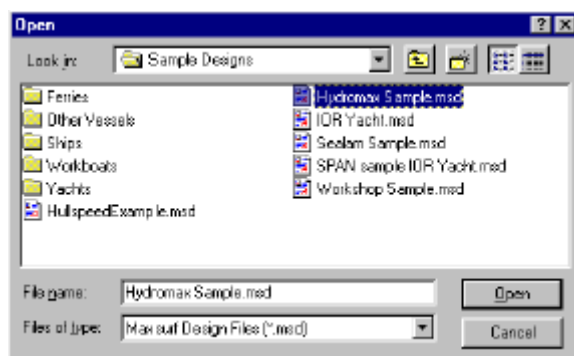 Open
Look in: Sample Designs
Ferries
Other Vessels
Ships
Workboats
Yachts
HullspeedExample.msd
Hydromax Sample.msd
IOR Yacht.msd
Sealam Sample.msd
SPAN sample IOR Yacht.msd
Workshop Sample.msd
File name: Hydromax Sample.msd Open
Files of type: Maxsurf Design Files (*.msd) Cancel